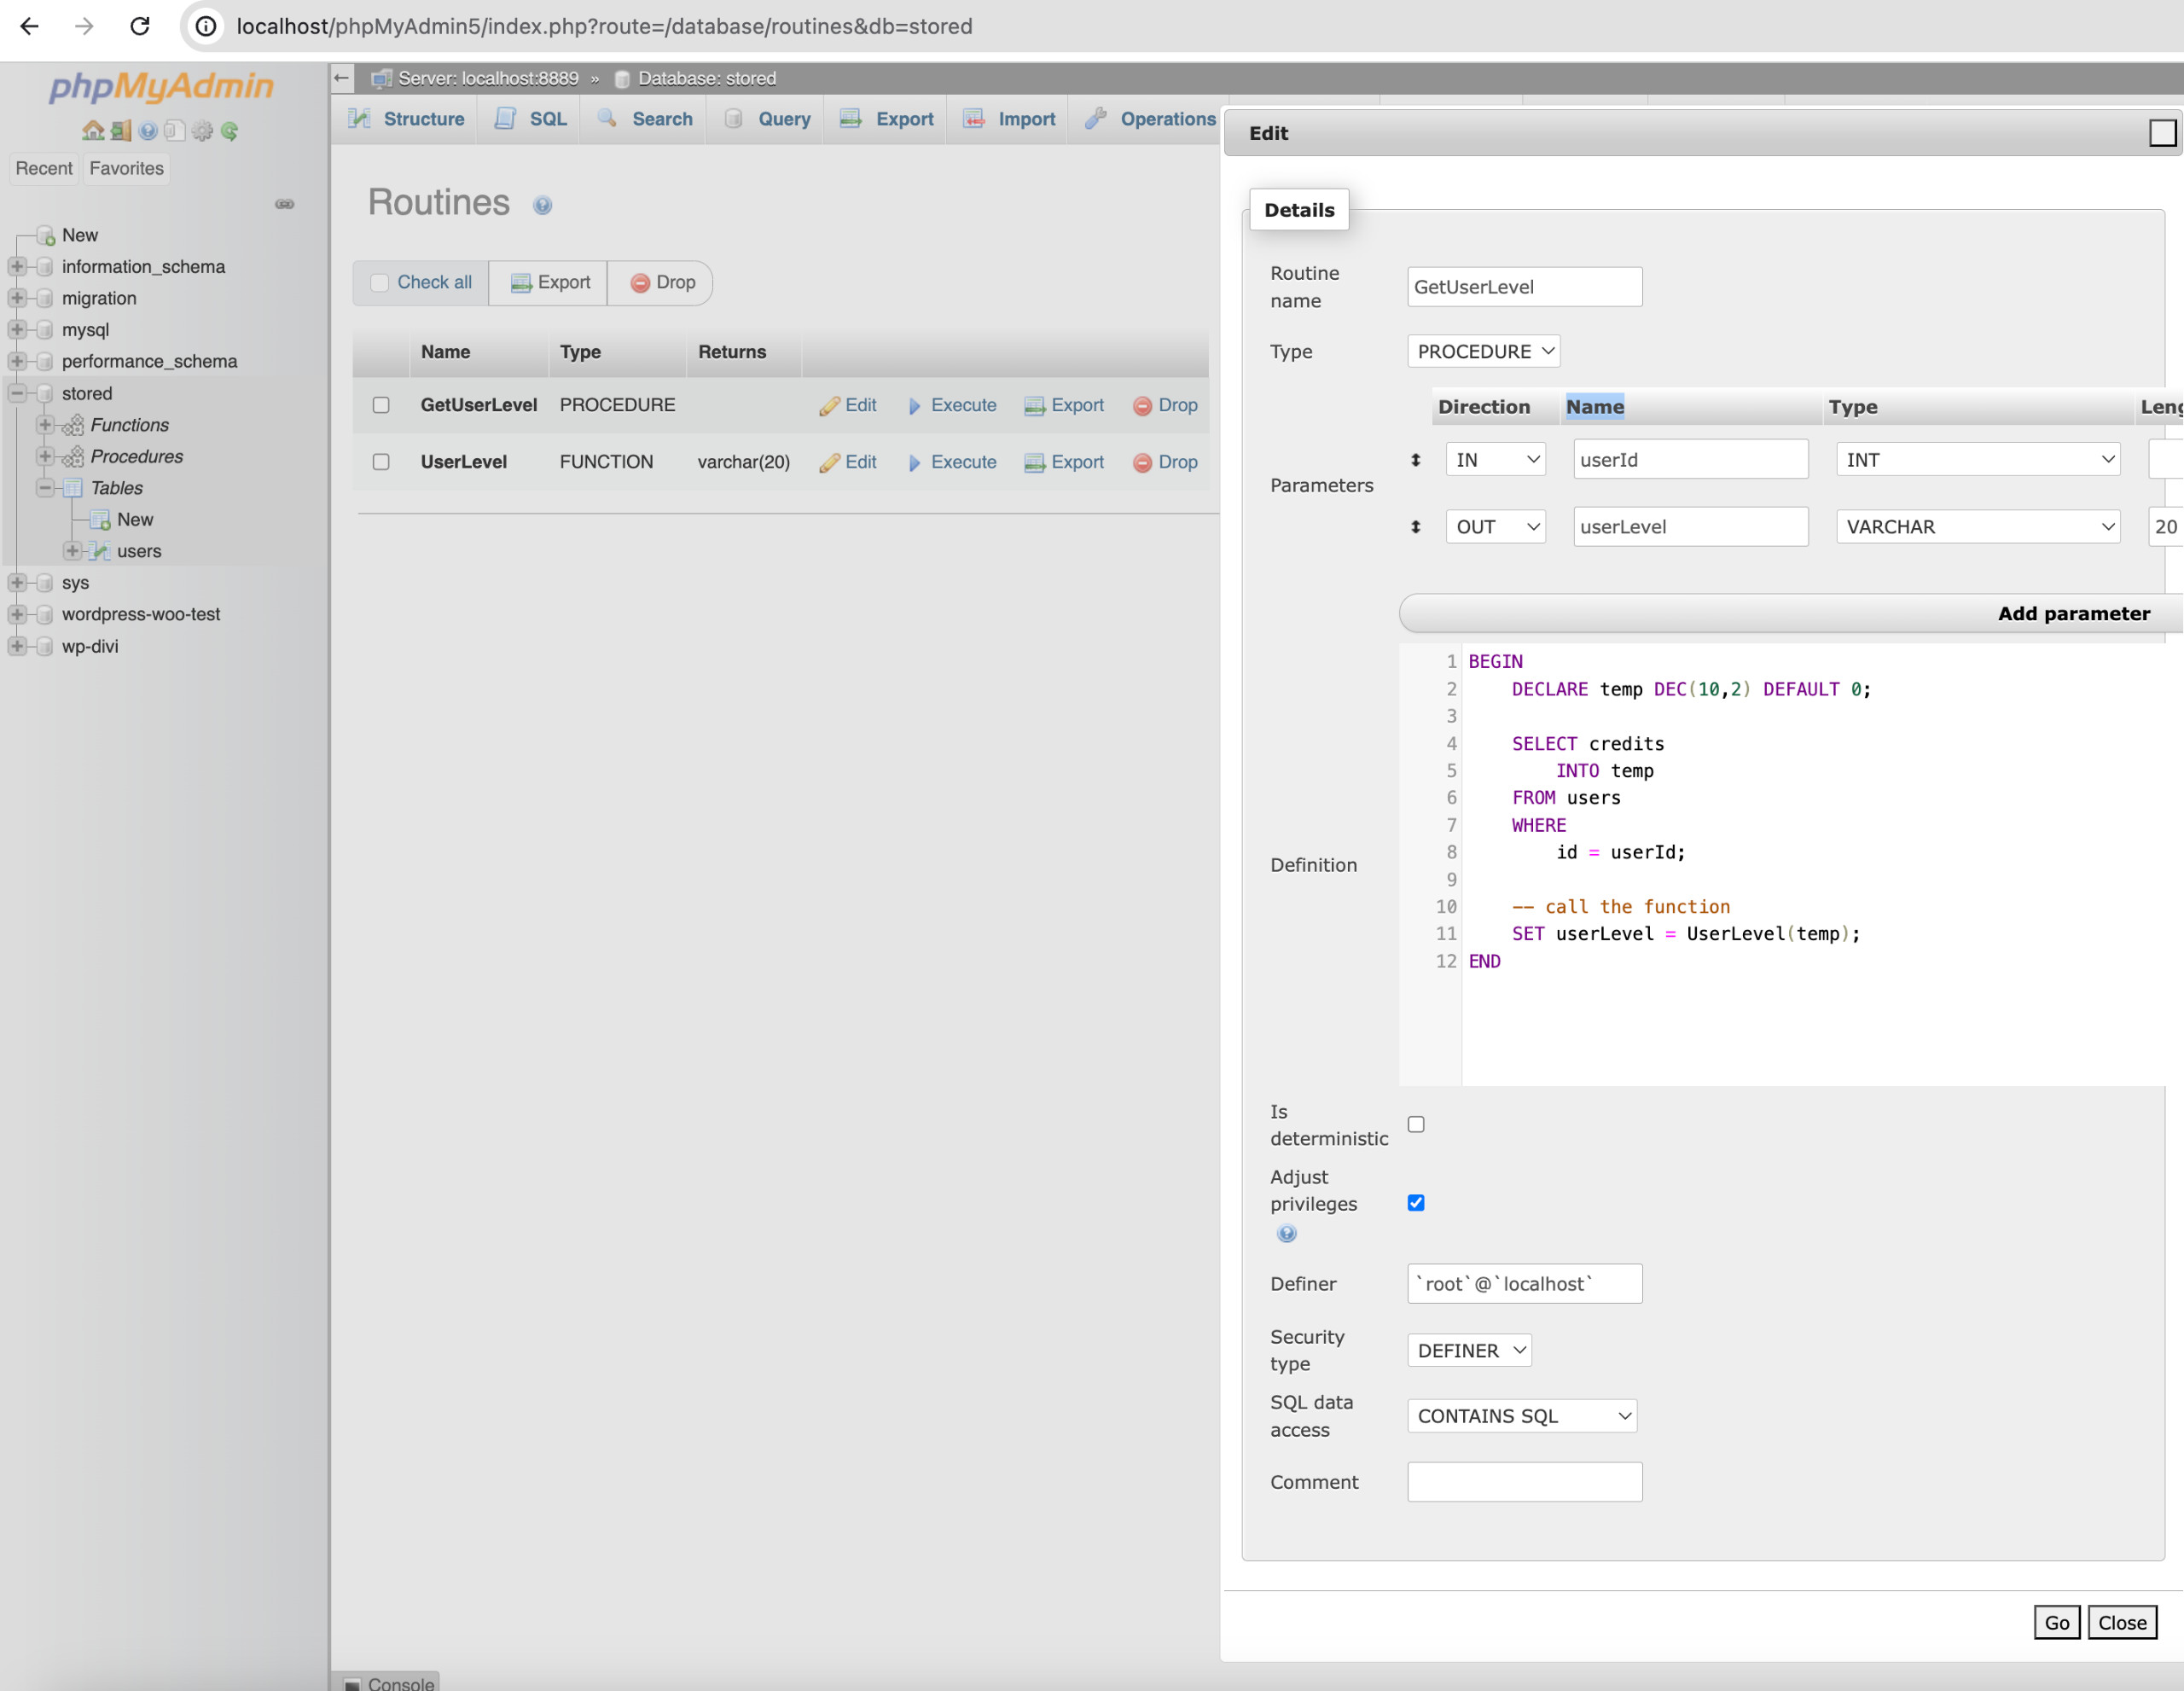 localhost/phpMyAdmin5/index.php?route=/database/routines&db=stored
phpMyAdmin
Recent Favorites
New
information_schema
migration
mysql
performance_schema
stored
Functions
Procedures
Tables
New
users
sys
wordpress-woo-test
wp-divi
Server: localhost:8889 » Database: stored
Structure SQL Search Query Export Import Operations
Routines
Check all Export Drop
Name Type Returns
GetUserLevel PROCEDURE Edit Execute Export Drop
UserLevel FUNCTION varchar(20) Edit Execute Export Drop
Console
Edit
Details
Routine name GetUserLevel
Type PROCEDURE
Direction Name Type Leng
Parameters
IN userId INT
OUT userLevel VARCHAR 20
Add parameter
Definition
1 BEGIN
2 DECLARE temp DEC(10,2) DEFAULT 0;
3
4 SELECT credits
5 INTO temp
6 FROM users
7 WHERE
8 id = userId;
9
10 -- call the function
11 SET userLevel = UserLevel(temp);
12 END
Is deterministic
Adjust privileges
Definer `root`@`localhost`
Security type DEFINER
SQL data access CONTAINS SQL
Comment
Go Close